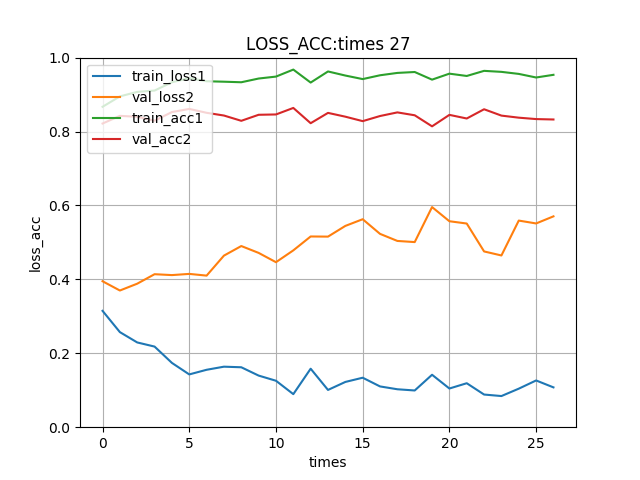 LOSS_ACC:times 27
1.0
0.8
0.6
0.4
0.2
0.0
loss_acc
train_loss1
val_loss2
train_acc1
val_acc2
0 5 10 15 20 25
times